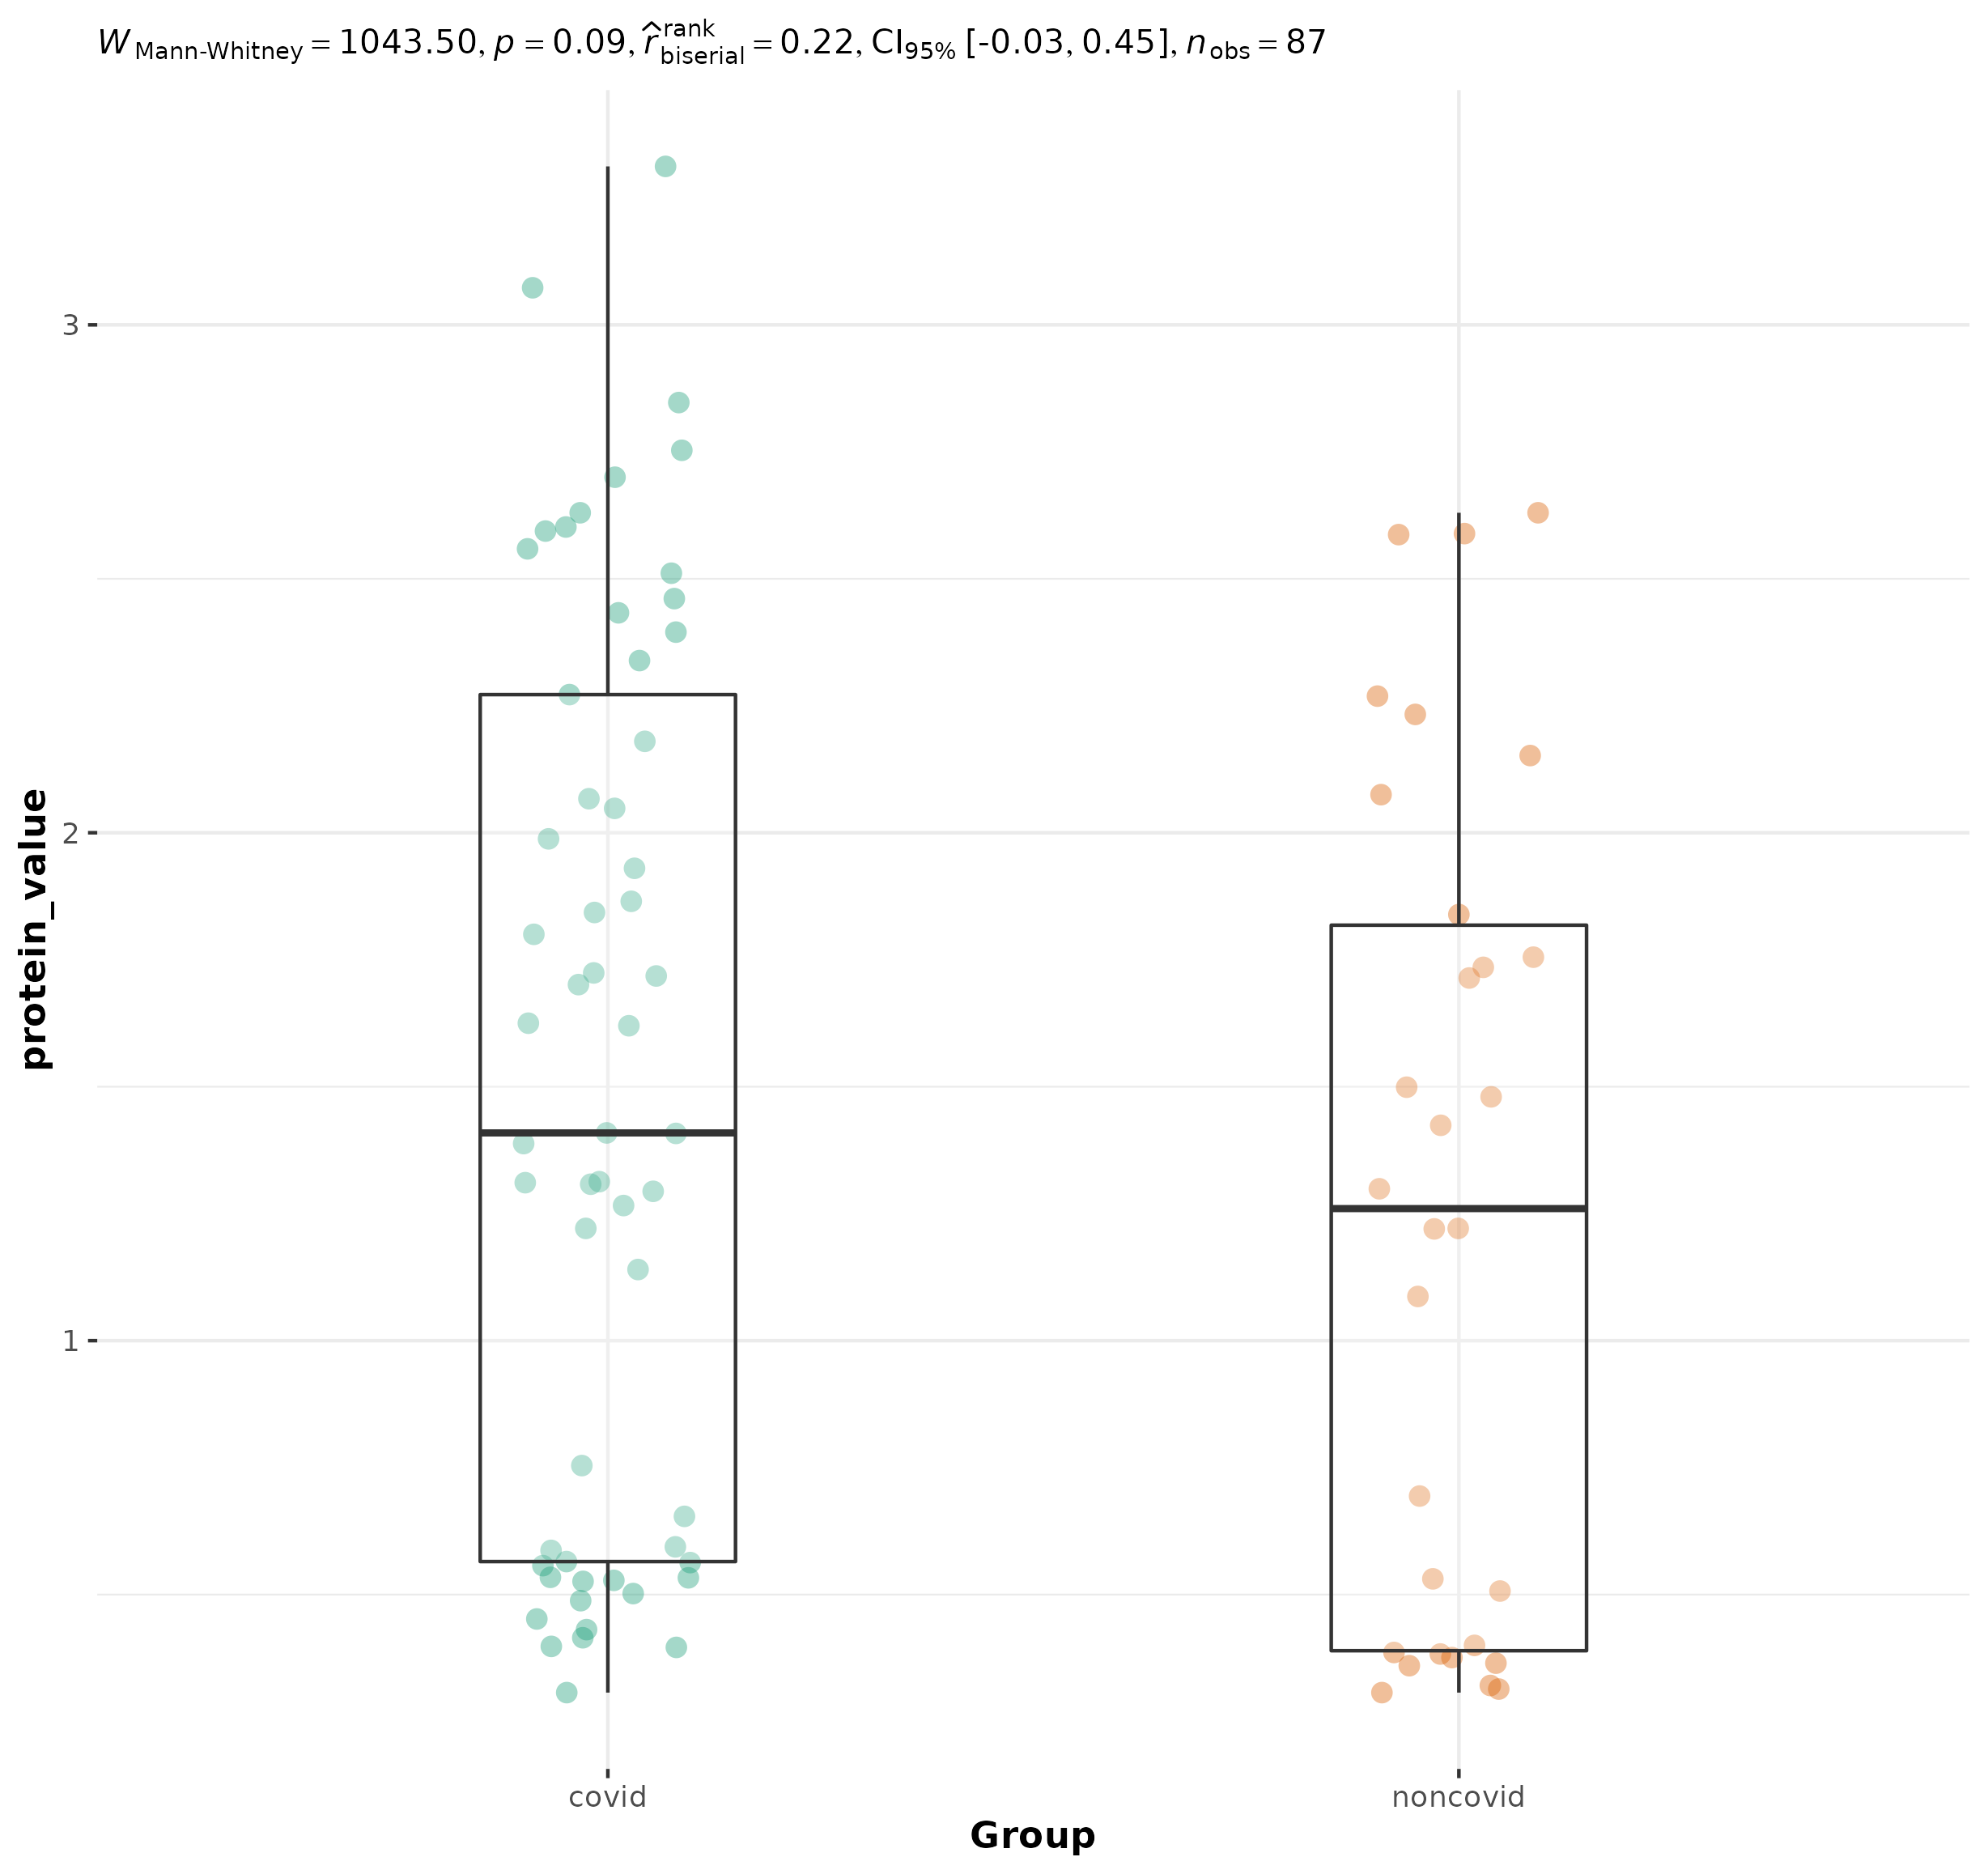 W Mann-Whitney = 1043.50, p = 0.09, r̂ rank biserial = 0.22, CI95% [-0.03, 0.45], n obs = 87
protein_value
3
2
1
covid noncovid
Group